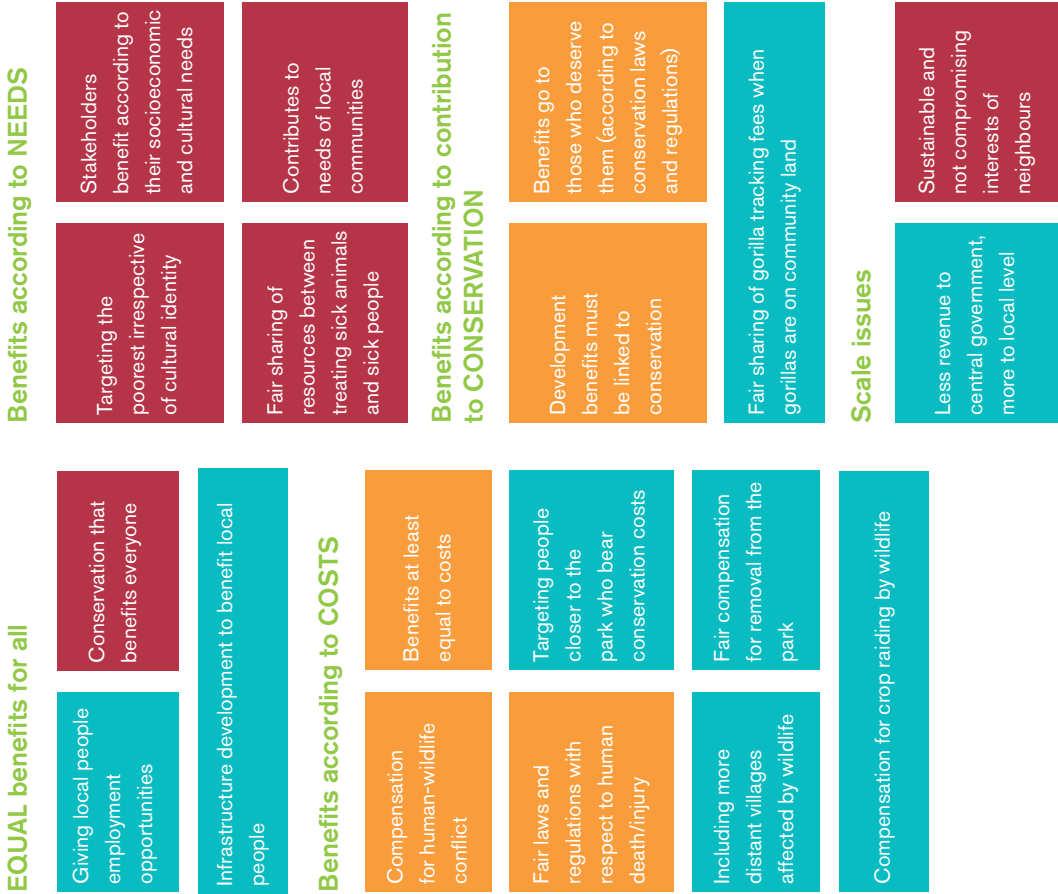 EQUAL benefits for all
Giving local people
employment
opportunities
Conservation that
benefits everyone
Infrastructure development to benefit local
people
Benefits according to COSTS
Compensation
for human-wildlife
conflict
Benefits at least
equal to costs
Fair laws and
regulations with
respect to human
death/injury
Targeting people
closer to the
park who bear
conservation costs
Including more
distant villages
affected by wildlife
Fair compensation
for removal from the
park
Compensation for crop raiding by wildlife
Benefits according to NEEDS
Targeting the
poorest irrespective
of cultural identity
Stakeholders
benefit according to
their socioeconomic
and cultural needs
Fair sharing of
resources between
treating sick animals
and sick people
Contributes to
needs of local
communities
Benefits according to contribution
to CONSERVATION
Development
benefits must
be linked to
conservation
Benefits go to
those who deserve
them (according to
conservation laws
and regulations)
Fair sharing of gorilla tracking fees when
gorillas are on community land
Scale issues
Less revenue to
central government,
more to local level
Sustainable and
not compromising
interests of
neighbours